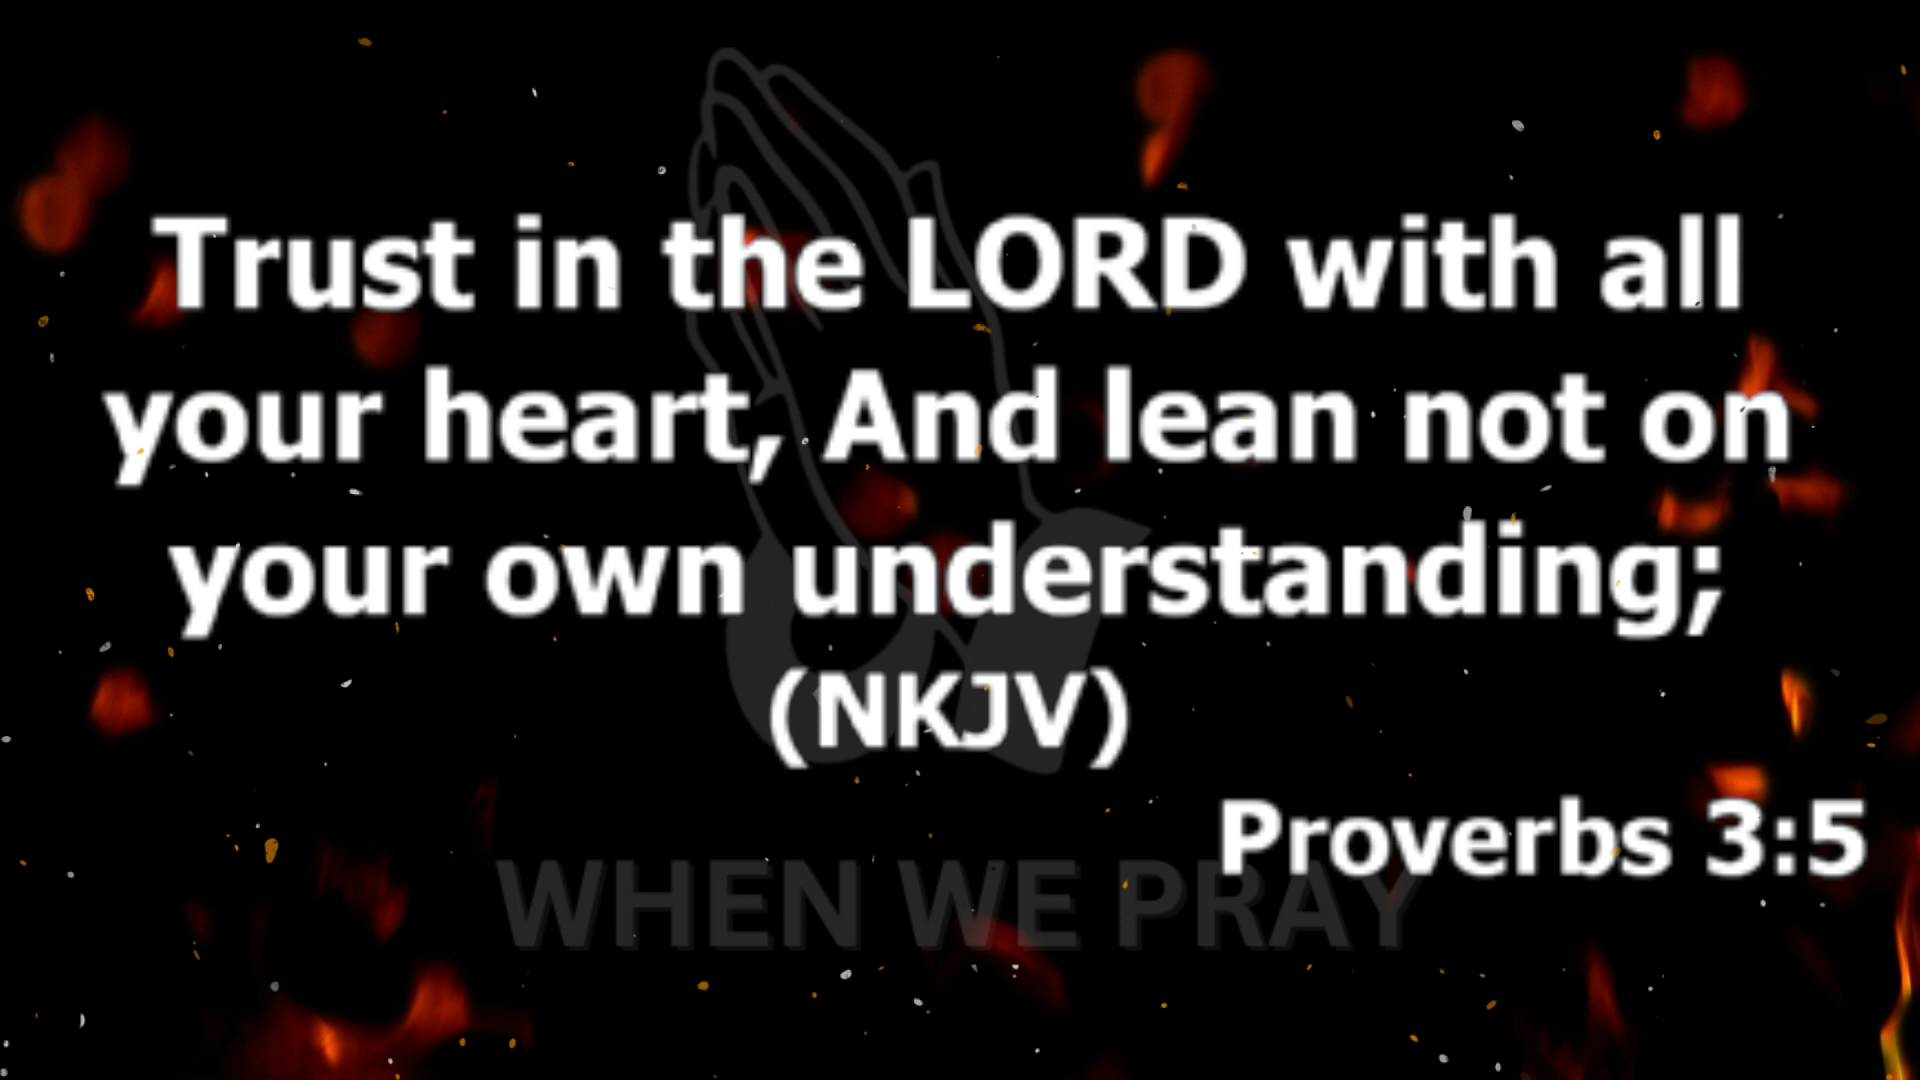 Trust in the LORD with all
your heart, And lean not on
your own understanding;
(NKJV)
Proverbs 3:5
WHEN WE PRAY